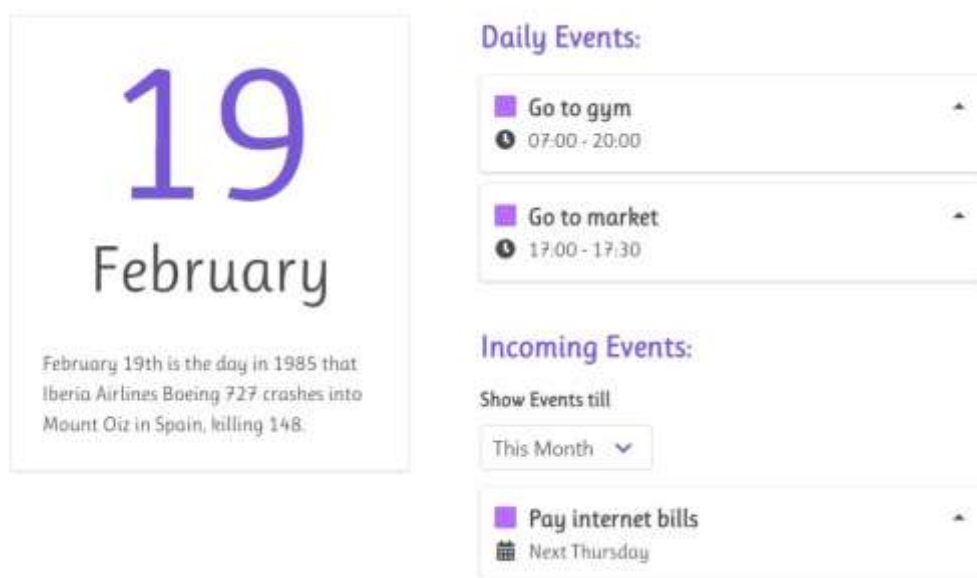 19
February
February 19th is the day in 1985 that
Iberia Airlines Boeing 727 crashes into
Mount Oiz in Spain, killing 148.
Daily Events:
Go to gym
07:00 - 20:00
Go to market
17:00 - 17:30
Incoming Events:
Show Events till
This Month
Pay internet bills
Next Thursday